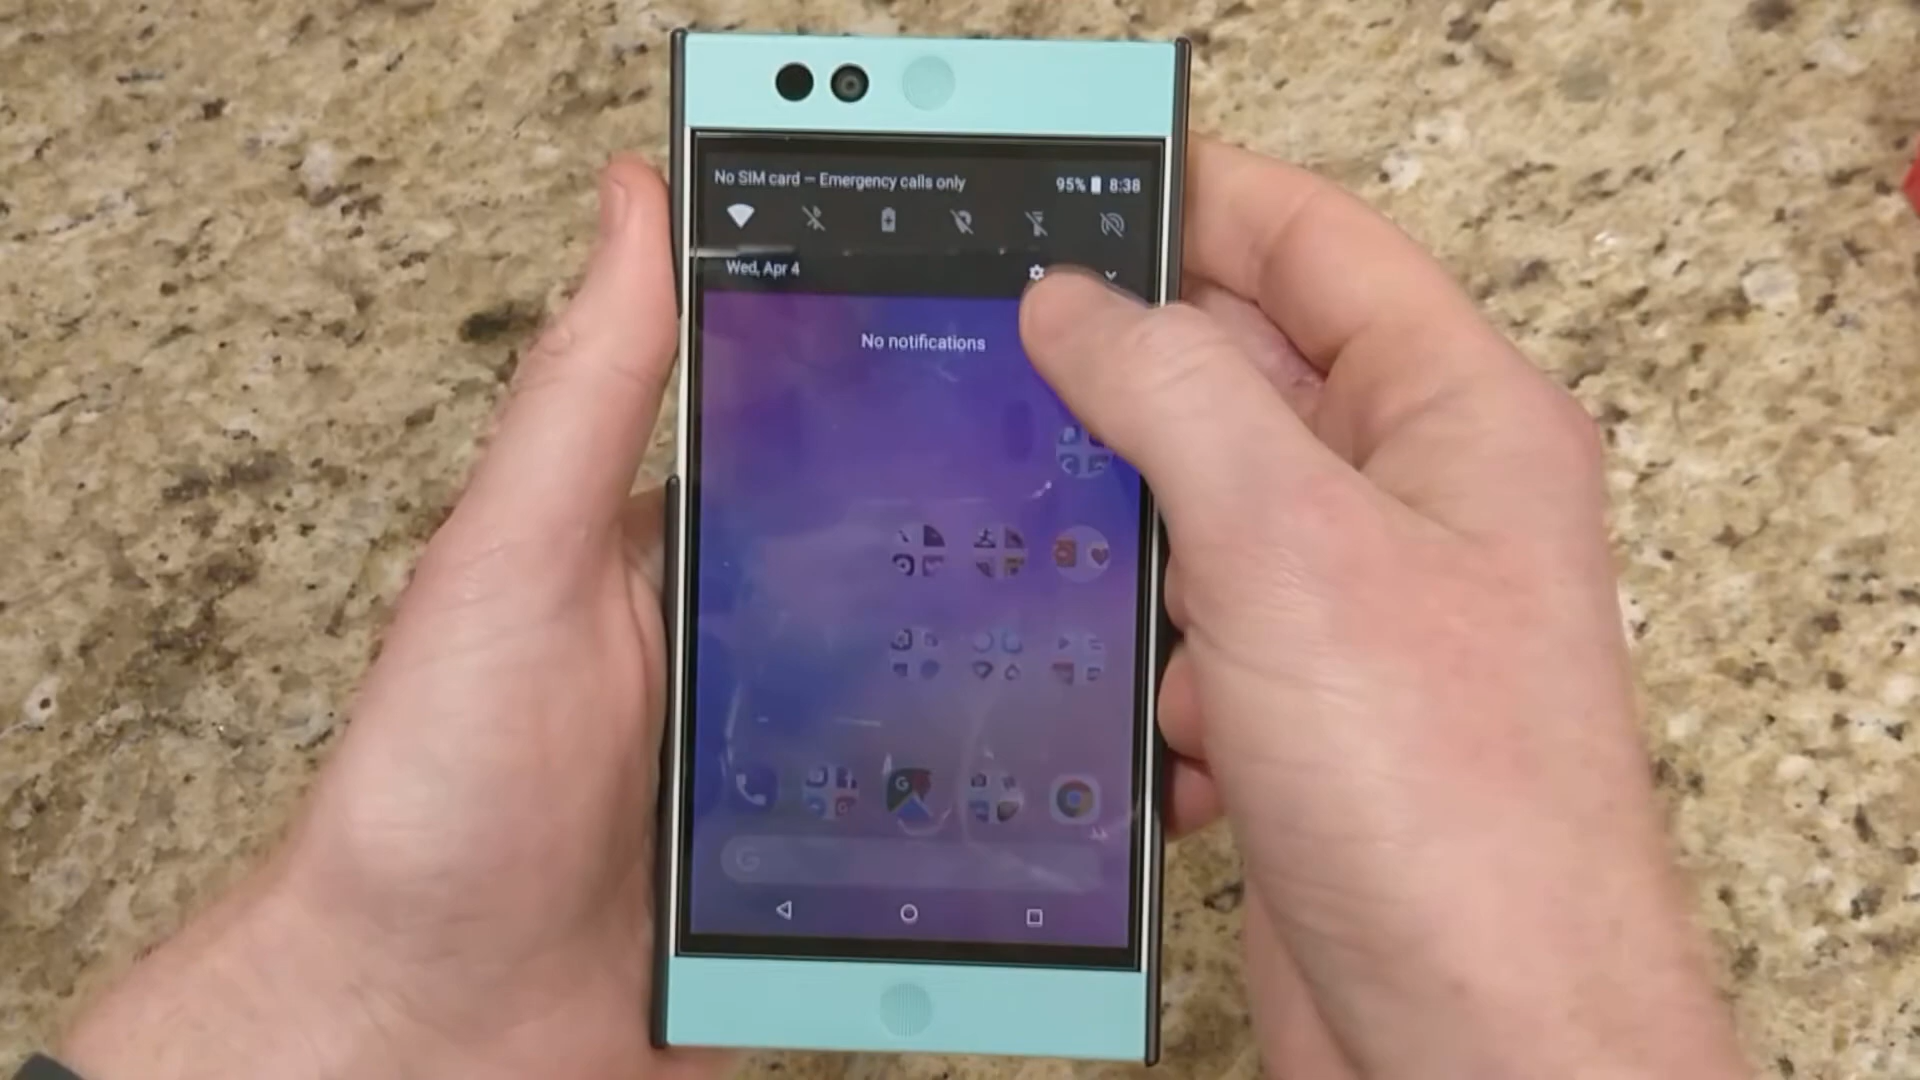 No SIM card — Emergency calls only 95% 8:38
Wed, Apr 4
No notifications